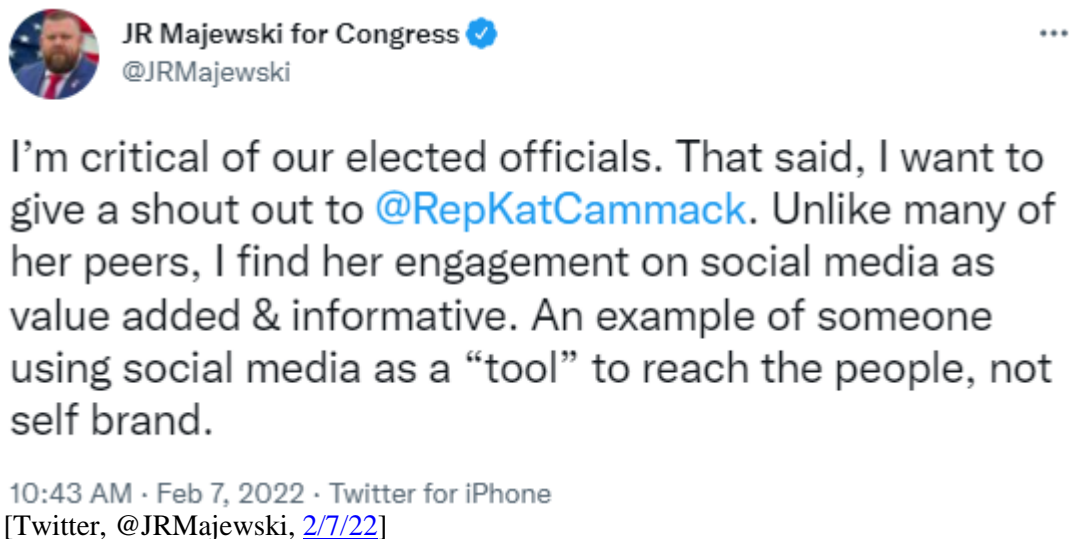 JR Majewski for Congress
@JRMajewski
I’m critical of our elected officials. That said, I want to
give a shout out to @RepKatCammack. Unlike many of
her peers, I find her engagement on social media as
value added & informative. An example of someone
using social media as a “tool” to reach the people, not
self brand.
10:43 AM · Feb 7, 2022 · Twitter for iPhone
[Twitter, @JRMajewski, 2/7/22]